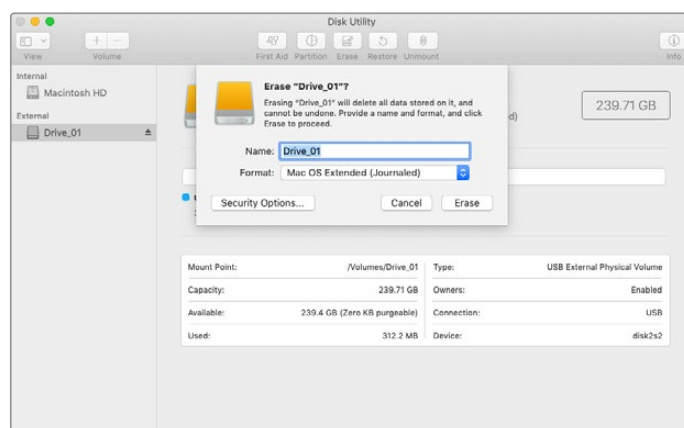 Disk Utility
View
Volume
First Aid
Partition
Erase
Restore
Unmount
Info
Internal
Macintosh HD
External
Drive_01
Erase "Drive_01"?
Erasing "Drive_01" will delete all data stored on it, and
cannot be undone. Provide a name and format, and click
Erase to proceed.
Name: Drive_01
Format: Mac OS Extended (Journaled)
Security Options...
Cancel
Erase
239.71 GB
Mount Point: /Volumes/Drive_01
Type: USB External Physical Volume
Capacity: 239.71 GB
Owners: Enabled
Available: 239.4 GB (Zero KB purgeable)
Connection: USB
Used: 312.2 MB
Device: disk2s2